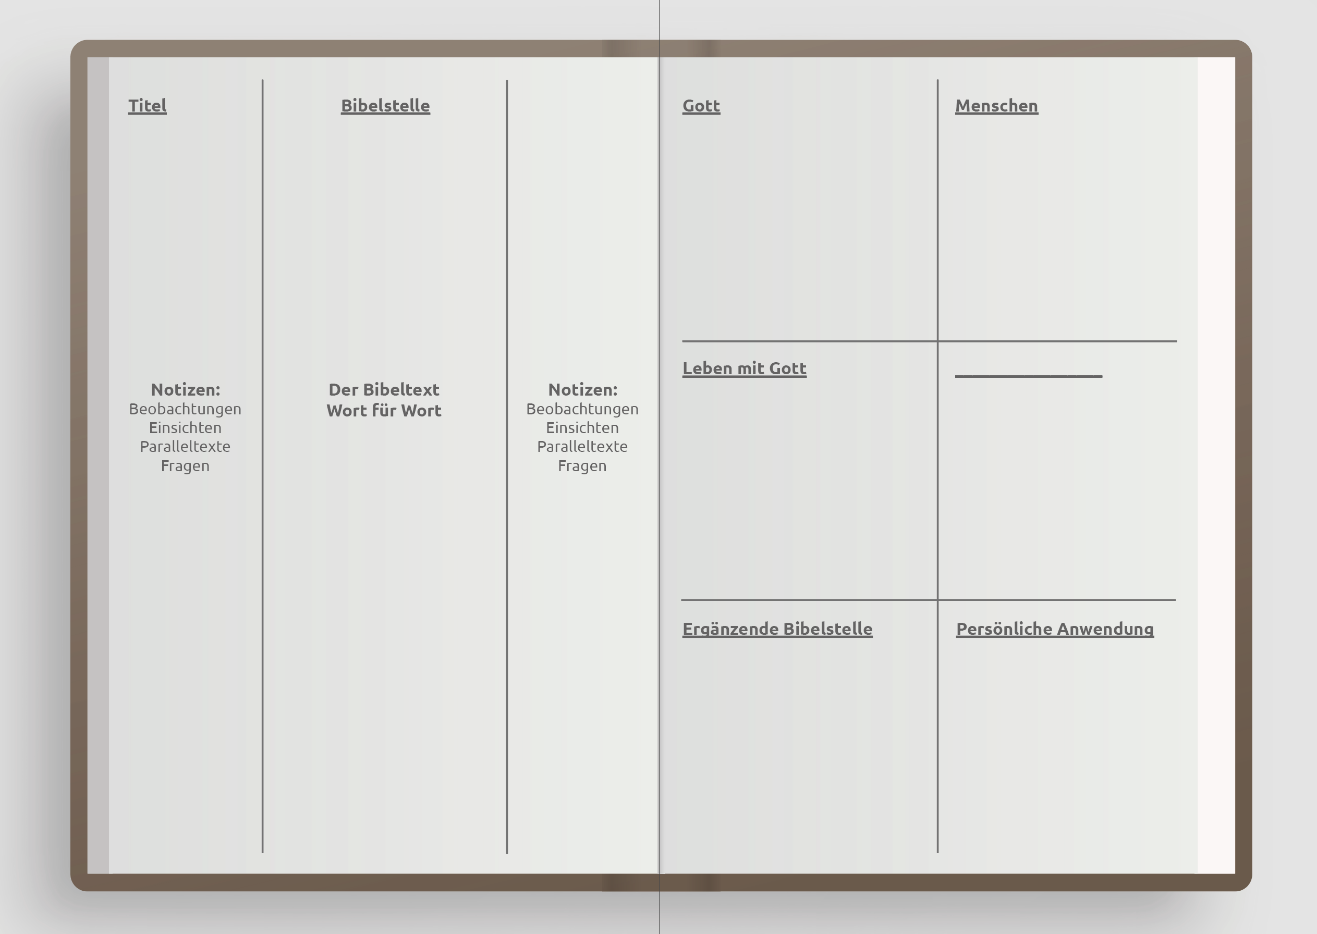 Titel
Bibelstelle
Notizen:
Beobachtungen
Einsichten
Paralleltexte
Fragen
Der Bibeltext
Wort für Wort
Notizen:
Beobachtungen
Einsichten
Paralleltexte
Fragen
Gott
Menschen
Leben mit Gott
Ergänzende Bibelstelle
Persönliche Anwendung